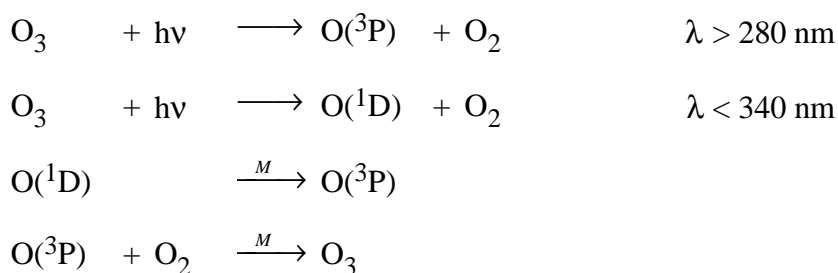 O₃ + hν ⟶ O(³P) + O₂ λ > 280 nm
O₃ + hν ⟶ O(¹D) + O₂ λ < 340 nm
O(¹D) M⟶ O(³P)
O(³P) + O₂ M⟶ O₃